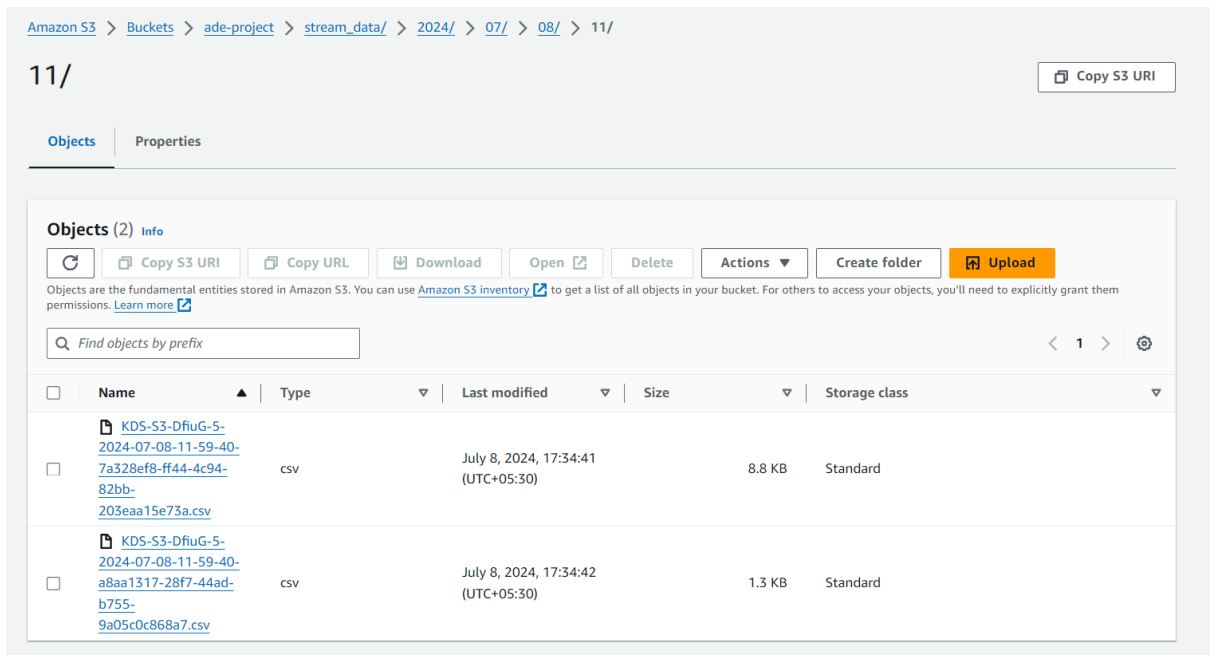 Amazon S3 > Buckets > ade-project > stream_data/ > 2024/ > 07/ > 08/ > 11/
11/
Copy S3 URI
Objects
Properties
Objects (2) Info
Copy S3 URI
Copy URL
Download
Open
Delete
Actions
Create folder
Upload
Objects are the fundamental entities stored in Amazon S3. You can use Amazon S3 inventory to get a list of all objects in your bucket. For others to access your objects, you'll need to explicitly grant them
permissions. Learn more
Find objects by prefix
1
Name Type Last modified Size Storage class
KDS-S3-DfiuG-5-
2024-07-08-11-59-40-
7a328ef8-ff44-4c94-
82bb-
203eaa15e73a.csv
csv
July 8, 2024, 17:34:41
(UTC+05:30)
8.8 KB
Standard
KDS-S3-DfiuG-5-
2024-07-08-11-59-40-
a8aa1317-28f7-44ad-
b755-
9a05c0c868a7.csv
csv
July 8, 2024, 17:34:42
(UTC+05:30)
1.3 KB
Standard